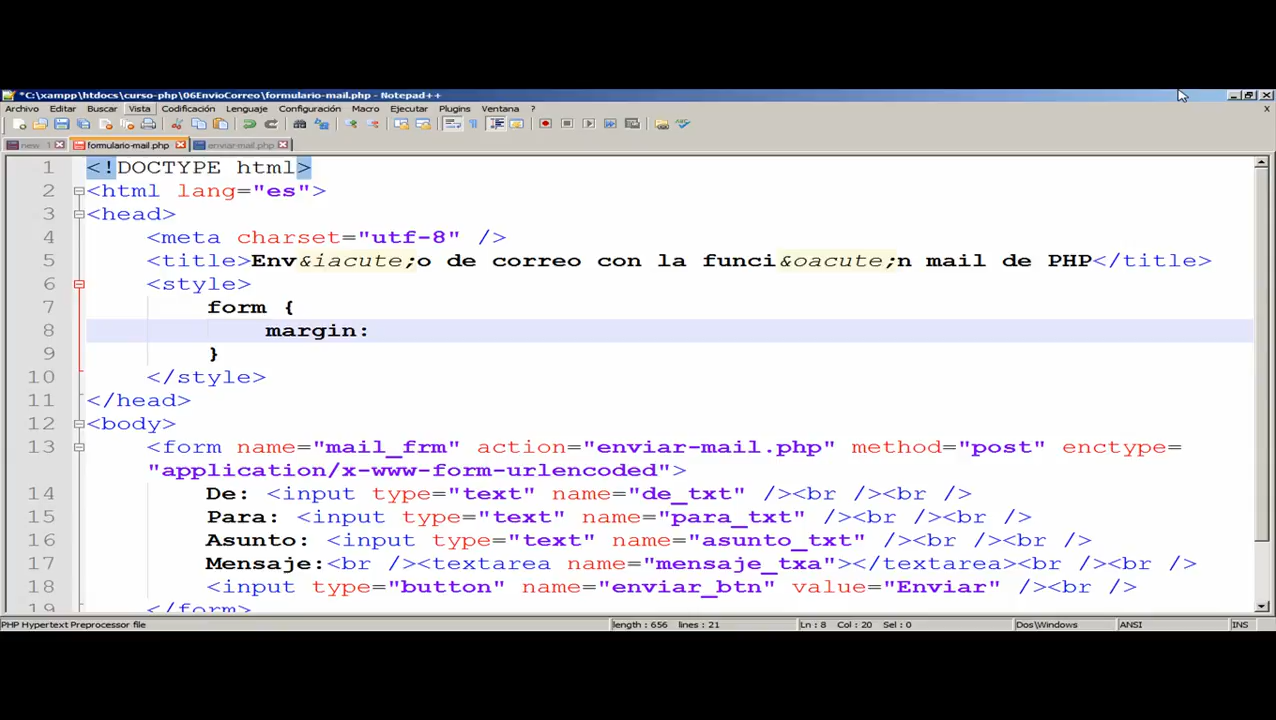 *C:\xampp\htdocs\curso-php\06EnvioCorreo\formulario-mail.php - Notepad++
Archivo Editar Buscar Vista Codificación Lenguaje Configuración Macro Ejecutar Plugins Ventana ? X
new 1 formulario-mail.php enviar-mail.php
1 <!DOCTYPE html>
2 <html lang="es">
3 <head>
4 <meta charset="utf-8" />
5 <title>Env&iacute;o de correo con la funci&oacute;n mail de PHP</title>
6 <style>
7 form {
8 margin:
9 }
10 </style>
11 </head>
12 <body>
13 <form name="mail_frm" action="enviar-mail.php" method="post" enctype=
"application/x-www-form-urlencoded">
14 De: <input type="text" name="de_txt" /><br /><br />
15 Para: <input type="text" name="para_txt" /><br /><br />
16 Asunto: <input type="text" name="asunto_txt" /><br /><br />
17 Mensaje:<br /><textarea name="mensaje_txa"></textarea><br /><br />
18 <input type="button" name="enviar_btn" value="Enviar" /><br />
19 </form>
PHP Hypertext Preprocessor file length : 656 lines : 21 Ln : 8 Col : 20 Sel : 0 Dos\Windows ANSI INS